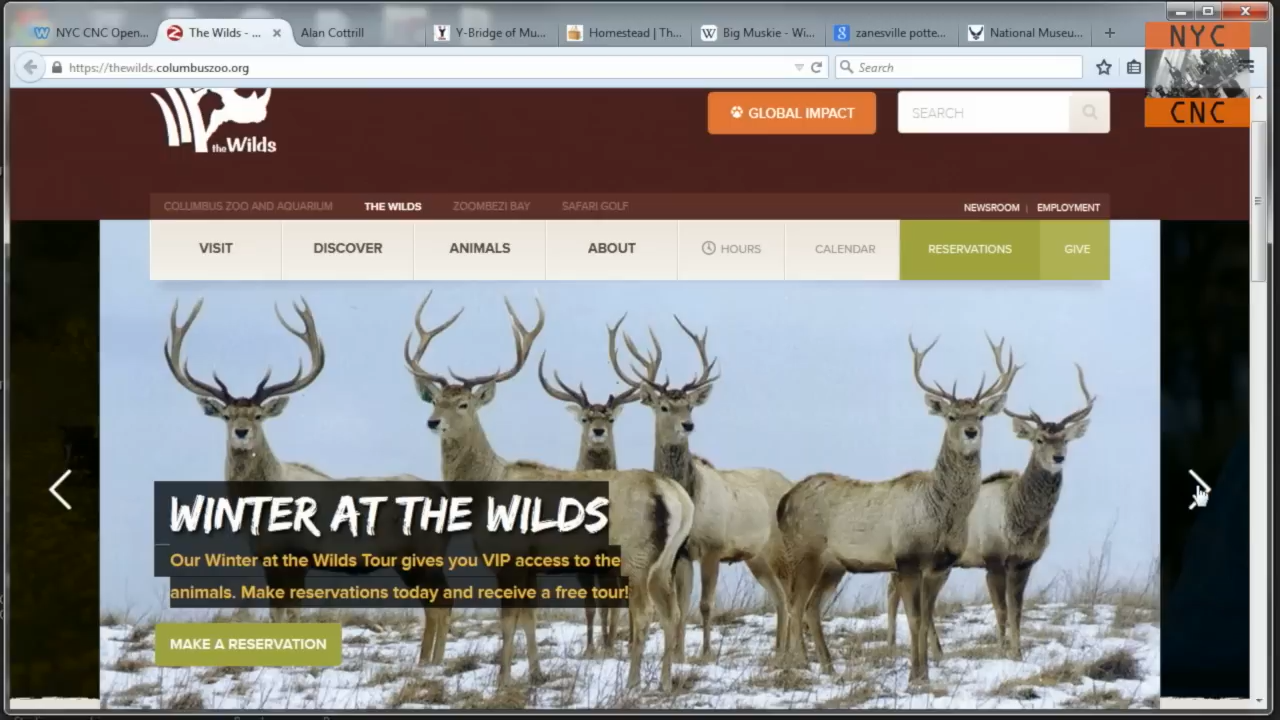 NYC CNC Open...
The Wilds - ...
Alan Cottrill
Y-Bridge of Mu...
Homestead | Th...
Big Muskie - Wi...
zanesville potte...
National Museu...
https://thewilds.columbuszoo.org
Search
NYC
CNC
the Wilds
GLOBAL IMPACT
SEARCH
COLUMBUS ZOO AND AQUARIUM
THE WILDS
ZOOMBEZI BAY
SAFARI GOLF
NEWSROOM | EMPLOYMENT
VISIT
DISCOVER
ANIMALS
ABOUT
HOURS
CALENDAR
RESERVATIONS
GIVE
WINTER AT THE WILDS
Our Winter at the Wilds Tour gives you VIP access to the
animals. Make reservations today and receive a free tour!
MAKE A RESERVATION